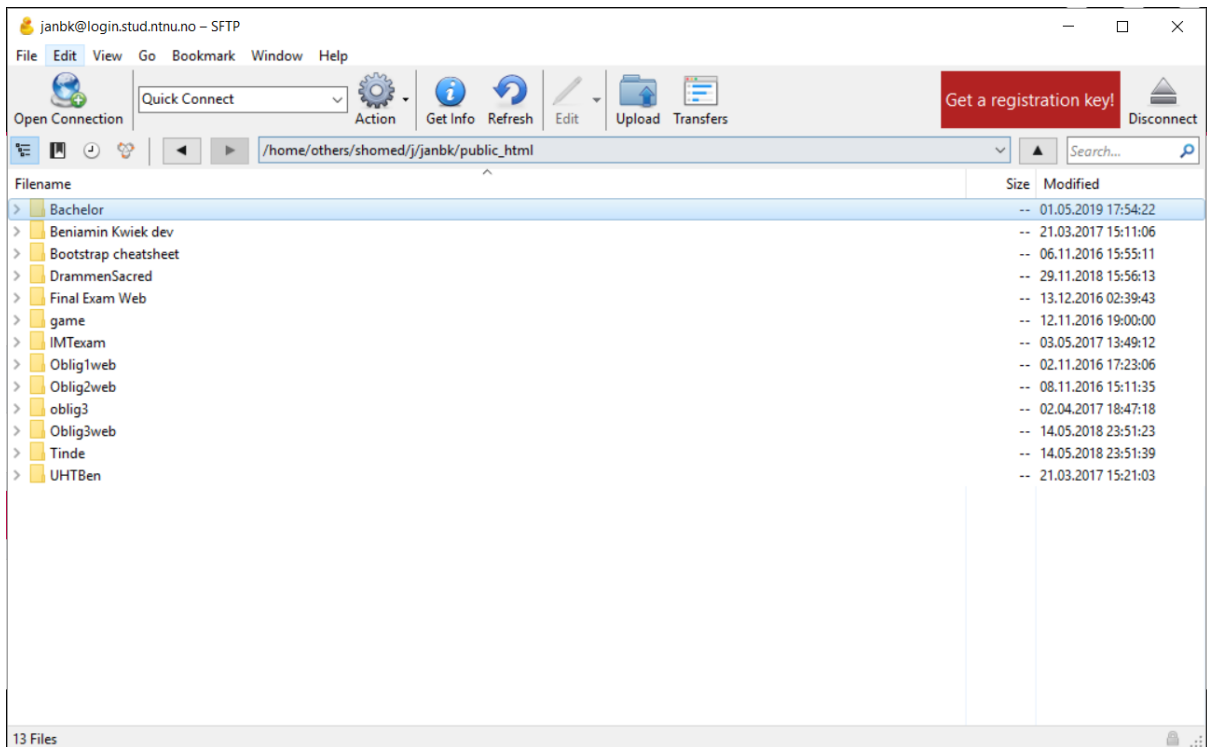 janbk@login.stud.ntnu.no – SFTP
File Edit View Go Bookmark Window Help
Open Connection Quick Connect Action Get Info Refresh Edit Upload Transfers Get a registration key! Disconnect
/home/others/shomed/j/janbk/public_html Search...
Filename Size Modified
Bachelor -- 01.05.2019 17:54:22
Beniamin Kwiek dev -- 21.03.2017 15:11:06
Bootstrap cheatsheet -- 06.11.2016 15:55:11
DrammenSacred -- 29.11.2018 15:56:13
Final Exam Web -- 13.12.2016 02:39:43
game -- 12.11.2016 19:00:00
IMTexam -- 03.05.2017 13:49:12
Oblig1web -- 02.11.2016 17:23:06
Oblig2web -- 08.11.2016 15:11:35
oblig3 -- 02.04.2017 18:47:18
Oblig3web -- 14.05.2018 23:51:23
Tinde -- 14.05.2018 23:51:39
UHTBen -- 21.03.2017 15:21:03
13 Files